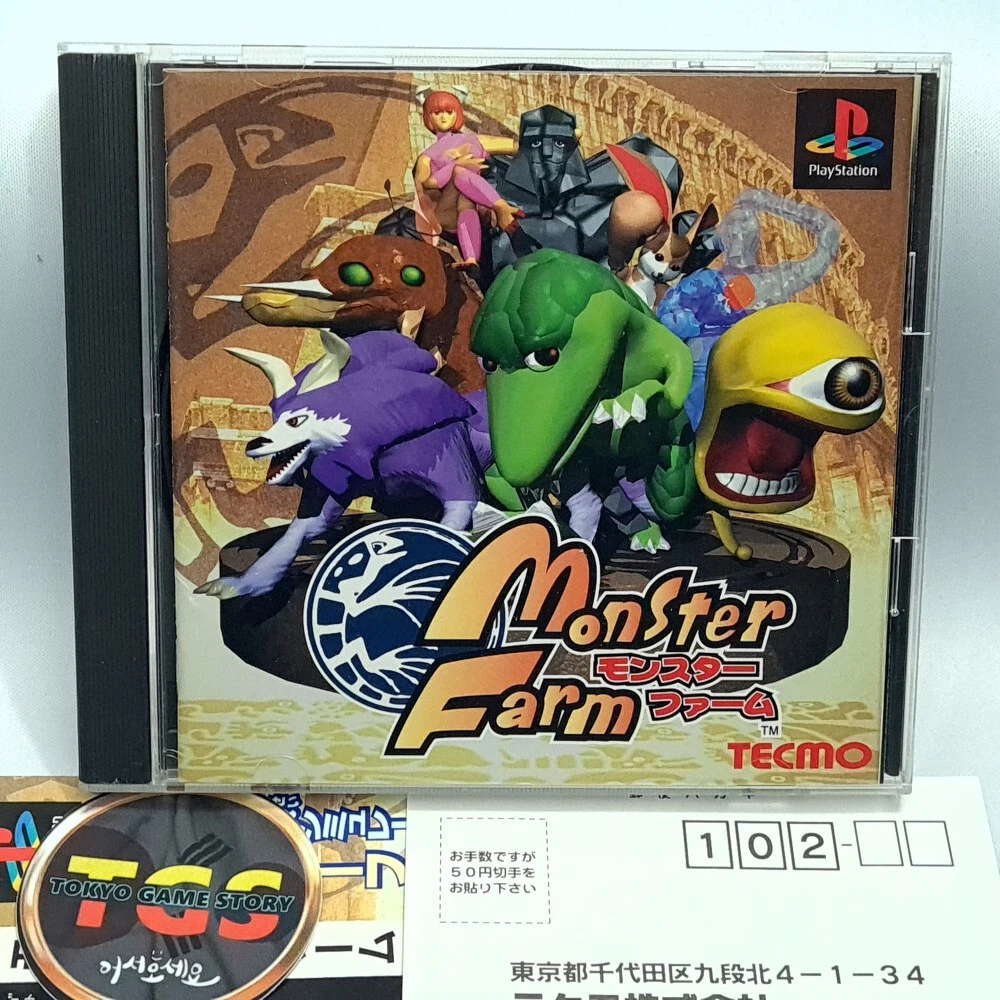 PlayStation
Monster
Farm
モンスター
ファーム
TM
TECMO
TGS
TOKYO GAME STORY
어서오세요
お手数ですが
50円切手を
お貼り下さい
102-
東京都千代田区九段北4-1-34